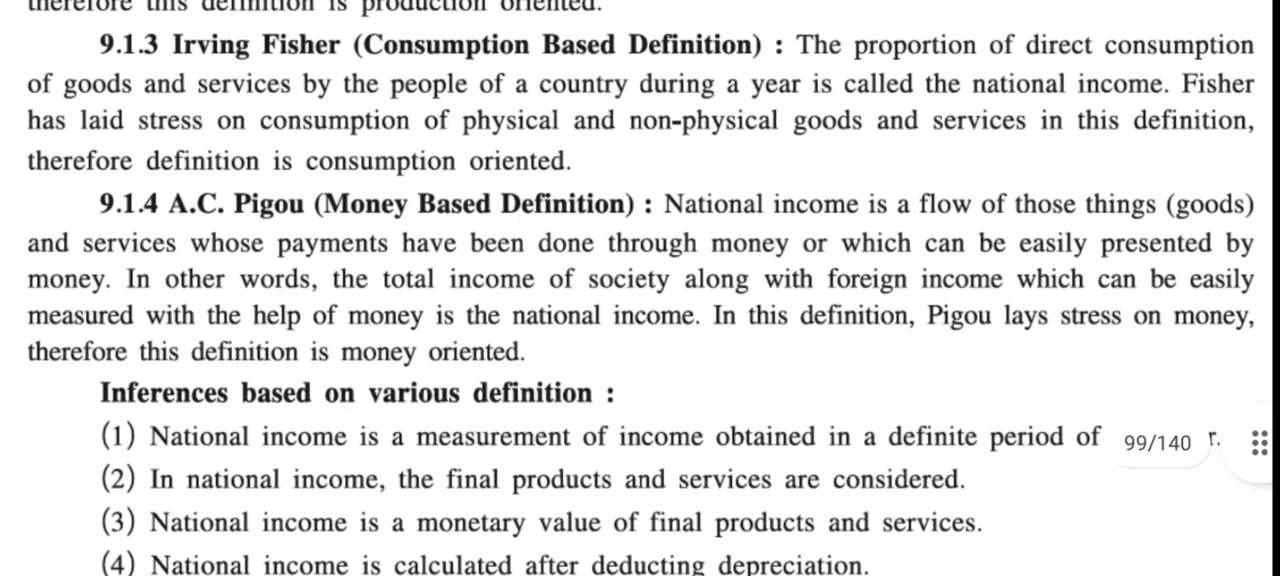 therefore this definition is production oriented.
9.1.3 Irving Fisher (Consumption Based Definition) : The proportion of direct consumption
of goods and services by the people of a country during a year is called the national income. Fisher
has laid stress on consumption of physical and non-physical goods and services in this definition,
therefore definition is consumption oriented.
9.1.4 A.C. Pigou (Money Based Definition) : National income is a flow of those things (goods)
and services whose payments have been done through money or which can be easily presented by
money. In other words, the total income of society along with foreign income which can be easily
measured with the help of money is the national income. In this definition, Pigou lays stress on money,
therefore this definition is money oriented.
Inferences based on various definition :
(1) National income is a measurement of income obtained in a definite period of r.
99/140
(2) In national income, the final products and services are considered.
(3) National income is a monetary value of final products and services.
(4) National income is calculated after deducting depreciation.